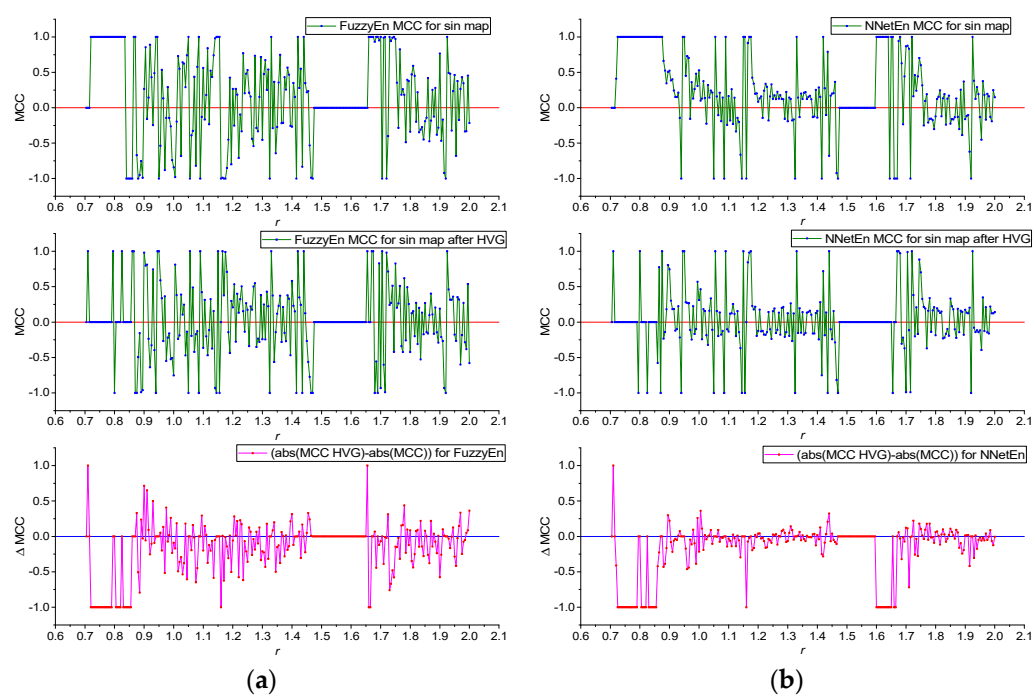 FuzzyEn MCC for sin map
1.0
0.5
0.0
-0.5
-1.0
MCC
0.6 0.7 0.8 0.9 1.0 1.1 1.2 1.3 1.4 1.5 1.6 1.7 1.8 1.9 2.0 2.1
r
NNetEn MCC for sin map
1.0
0.5
0.0
-0.5
-1.0
MCC
0.6 0.7 0.8 0.9 1.0 1.1 1.2 1.3 1.4 1.5 1.6 1.7 1.8 1.9 2.0 2.1
r
FuzzyEn MCC for sin map after HVG
1.0
0.5
0.0
-0.5
-1.0
MCC
0.6 0.7 0.8 0.9 1.0 1.1 1.2 1.3 1.4 1.5 1.6 1.7 1.8 1.9 2.0 2.1
r
NNetEn MCC for sin map after HVG
1.0
0.5
0.0
-0.5
-1.0
MCC
0.6 0.7 0.8 0.9 1.0 1.1 1.2 1.3 1.4 1.5 1.6 1.7 1.8 1.9 2.0 2.1
r
(abs(MCC HVG)-abs(MCC)) for FuzzyEn
1.0
0.5
0.0
-0.5
-1.0
Δ MCC
0.6 0.7 0.8 0.9 1.0 1.1 1.2 1.3 1.4 1.5 1.6 1.7 1.8 1.9 2.0 2.1
r
(abs(MCC HVG)-abs(MCC)) for NNetEn
1.0
0.5
0.0
-0.5
-1.0
Δ MCC
0.6 0.7 0.8 0.9 1.0 1.1 1.2 1.3 1.4 1.5 1.6 1.7 1.8 1.9 2.0 2.1
r
(a)
(b)